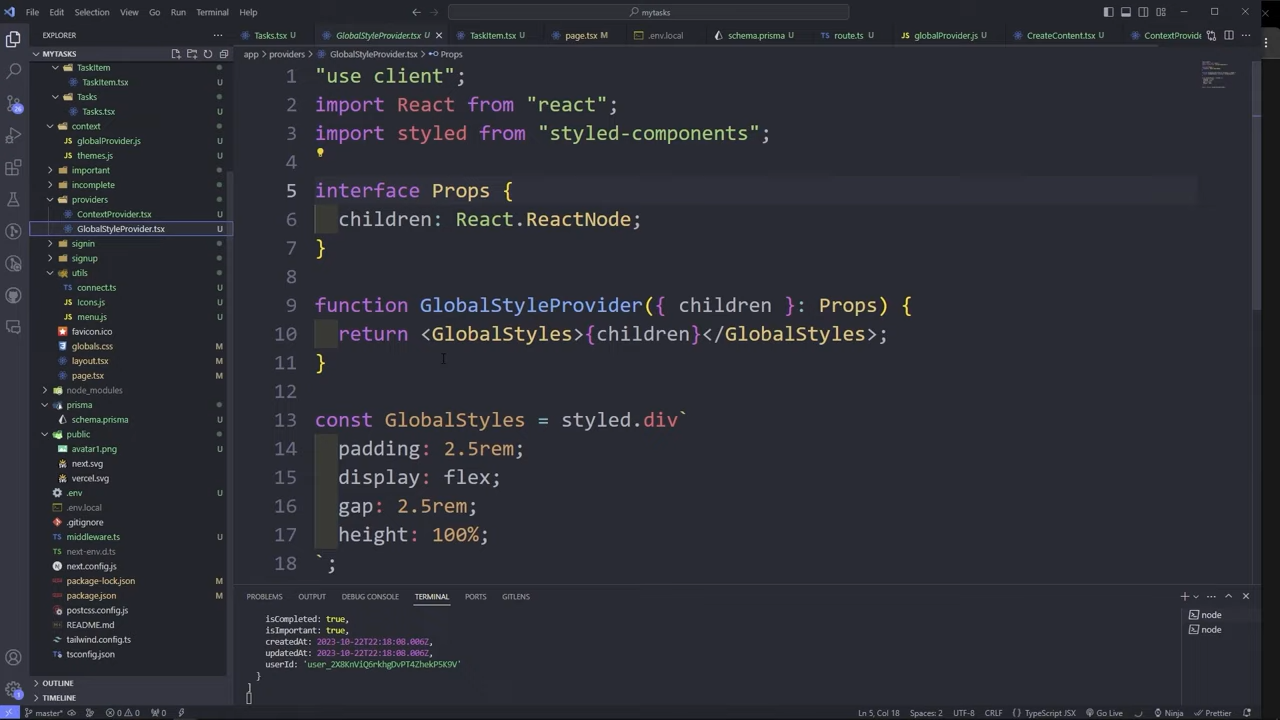 File Edit Selection View Go Run Terminal Help
mytasks
EXPLORER
MYTASKS
TaskItem
TaskItem.tsx U
Tasks
Tasks.tsx U
context
globalProvider.js U
themes.js U
important
incomplete
providers
ContextProvider.tsx U
GlobalStyleProvider.tsx U
signin
signup
utils
connect.ts U
Icons.js U
menu.js U
favicon.ico
globals.css M
layout.tsx M
page.tsx M
node_modules
prisma
schema.prisma U
public
avatar1.png U
next.svg
vercel.svg
.env U
.env.local
.gitignore
middleware.ts U
next-env.d.ts
next.config.js
package-lock.json M
package.json M
postcss.config.js
README.md
tailwind.config.ts
tsconfig.json
OUTLINE
TIMELINE
Tasks.tsx U
GlobalStyleProvider.tsx U
TaskItem.tsx U
page.tsx M
.env.local
schema.prisma U
route.ts U
globalProvider.js U
CreateContent.tsx U
ContextProvide
app > providers > GlobalStyleProvider.tsx > Props
1 "use client";
2 import React from "react";
3 import styled from "styled-components";
4
5 interface Props {
6 children: React.ReactNode;
7 }
8
9 function GlobalStyleProvider({ children }: Props) {
10 return <GlobalStyles>{children}</GlobalStyles>;
11 }
12
13 const GlobalStyles = styled.div`
14 padding: 2.5rem;
15 display: flex;
16 gap: 2.5rem;
17 height: 100%;
18 `;
PROBLEMS OUTPUT DEBUG CONSOLE TERMINAL PORTS GITLENS
isCompleted: true,
isImportant: true,
createdAt: 2023-10-22T22:18:08.006Z,
updatedAt: 2023-10-22T22:18:08.006Z,
userId: 'user_2X8KnViQ6rkhgDvPT4ZhekP5K9V'
}
]
node
node
master* 0 0 0 Ln 5, Col 18 Spaces: 2 UTF-8 CRLF TypeScript JSX Go Live Ninja Prettier